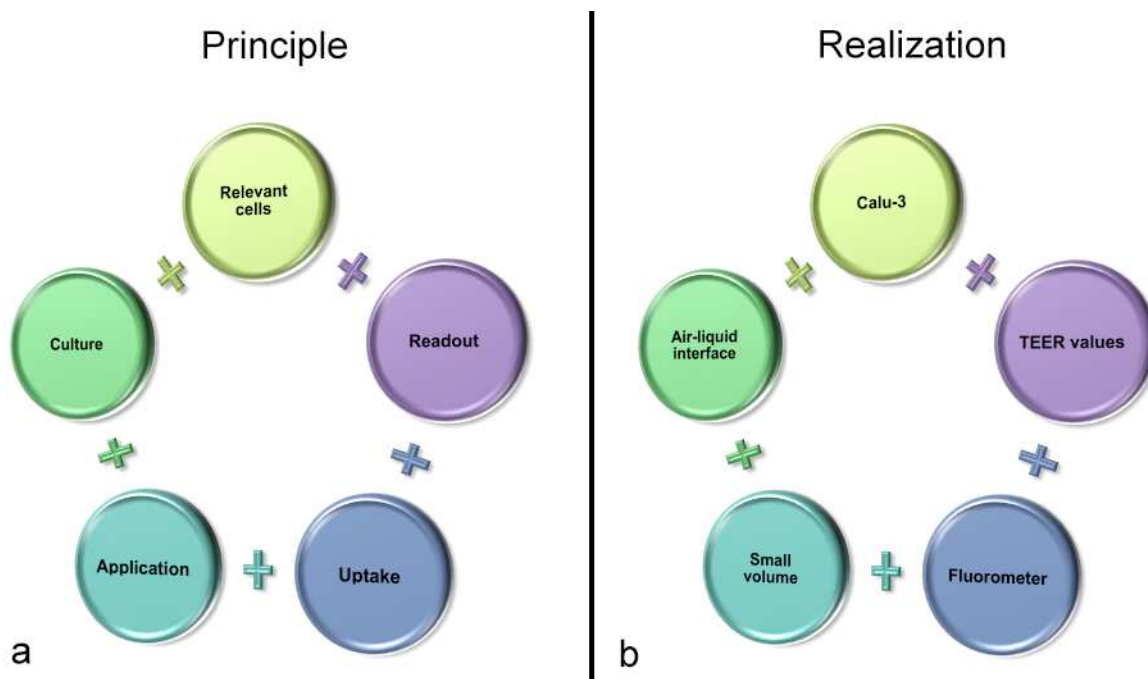 Principle
Relevant
cells
Culture
Readout
Application
Uptake
a
Realization
Calu-3
Air-liquid
interface
TEER values
Small
volume
Fluorometer
b